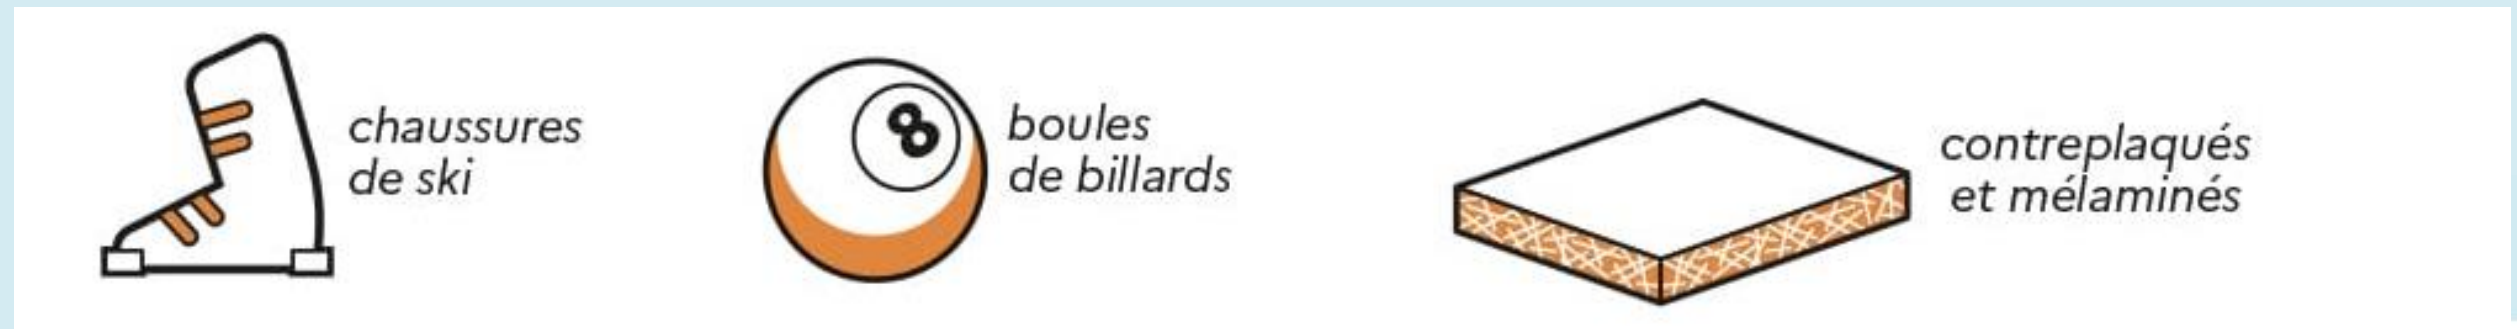 chaussures
de ski
8
boules
de billards
contreplaqués
et mélaminés